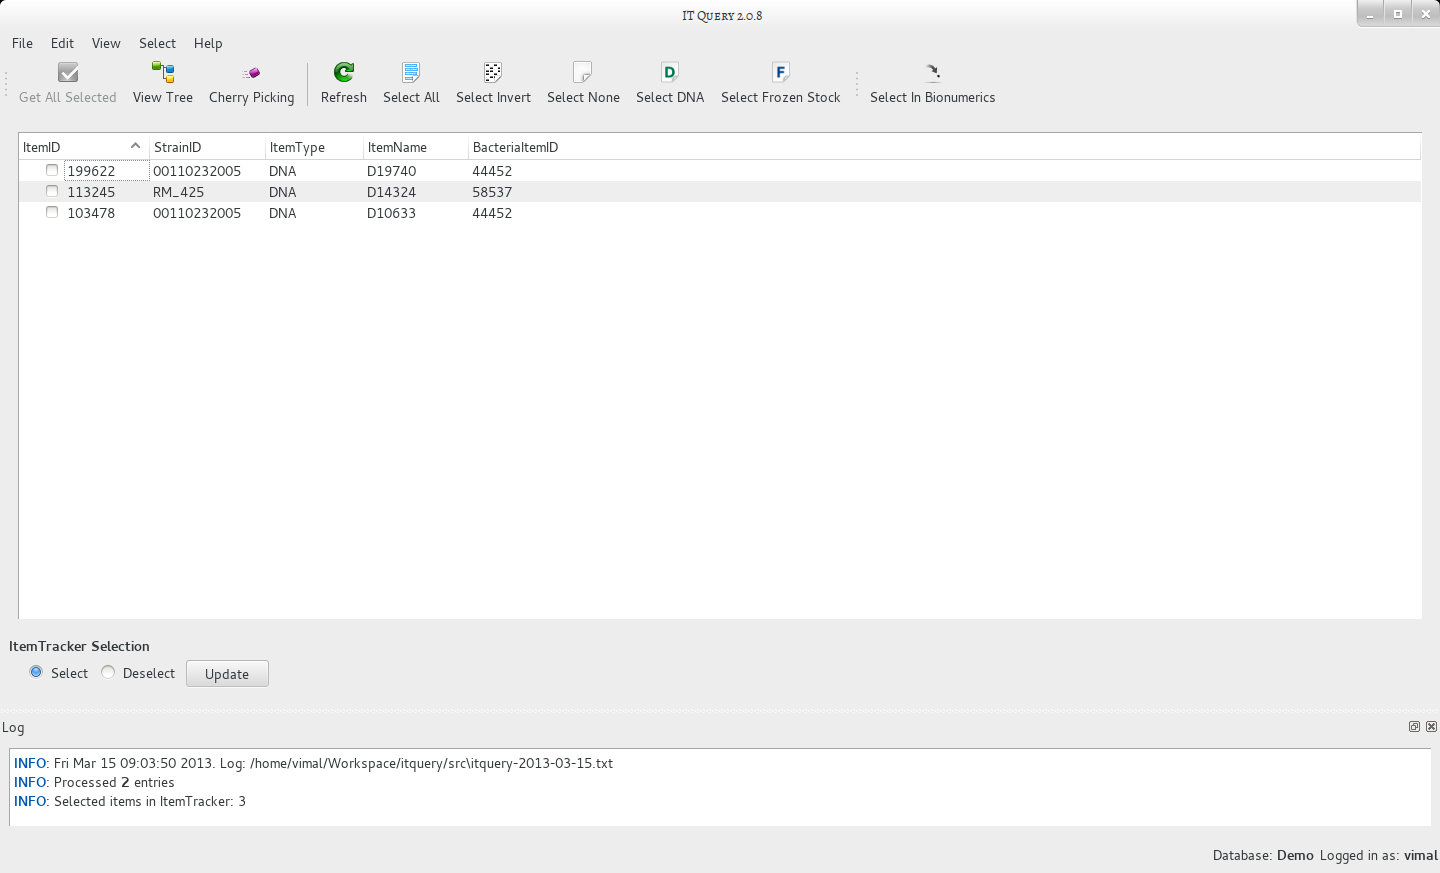 IT Query 2.0.8
File Edit View Select Help
Get All Selected View Tree Cherry Picking Refresh Select All Select Invert Select None Select DNA Select Frozen Stock Select In Bionumerics
ItemID StrainID ItemType ItemName BacteriaItemID
199622 00110232005 DNA D19740 44452
113245 RM_425 DNA D14324 58537
103478 00110232005 DNA D10633 44452
ItemTracker Selection
Select Deselect Update
Log
INFO: Fri Mar 15 09:03:50 2013. Log: /home/vimal/Workspace/itquery/src\itquery-2013-03-15.txt
INFO: Processed 2 entries
INFO: Selected items in ItemTracker: 3
Database: Demo Logged in as: vimal